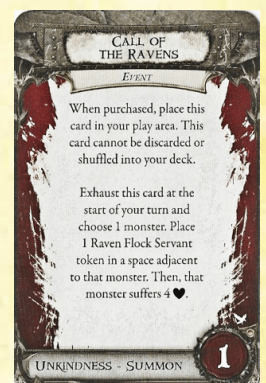 CALL OF
THE RAVENS
EVENT
When purchased, place this
card in your play area. This
card cannot be discarded or
shuffled into your deck.
Exhaust this card at the
start of your turn and
choose 1 monster. Place
1 Raven Flock Servant
token in a space adjacent
to that monster. Then, that
monster suffers 4 ♥.
UNKINDNESS - SUMMON
1